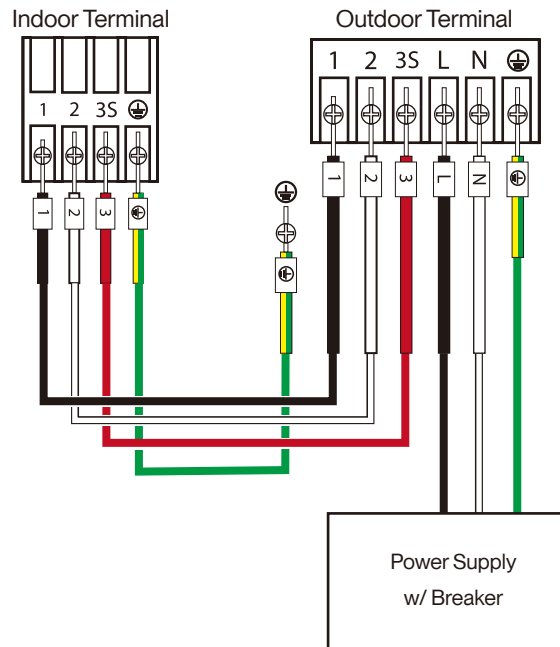 Indoor Terminal
Outdoor Terminal
1 2 3S L N
1 2 3S
1 2 3
1 2 3 L N
Power Supply
w/ Breaker